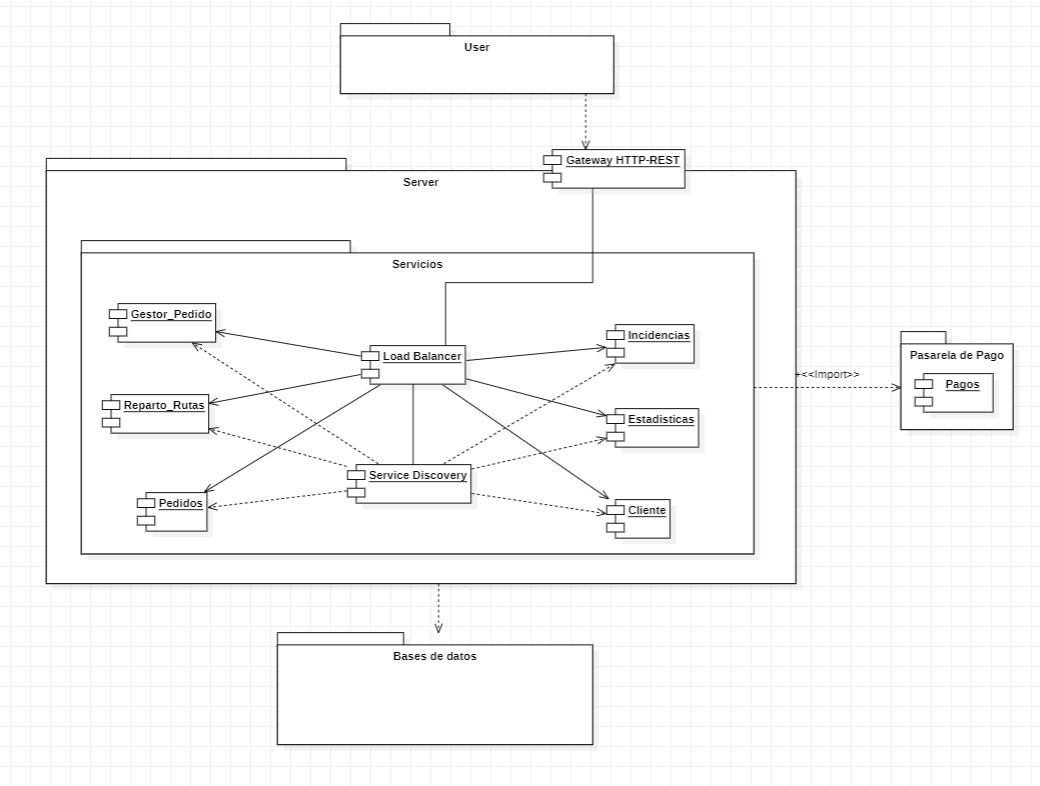 User
Gateway HTTP-REST
Server
Servicios
Gestor_Pedido
Incidencias
Load Balancer
Pasarela de Pago
+<<Import>>
Pagos
Reparto_Rutas
Estadisticas
Service Discovery
Pedidos
Cliente
Bases de datos